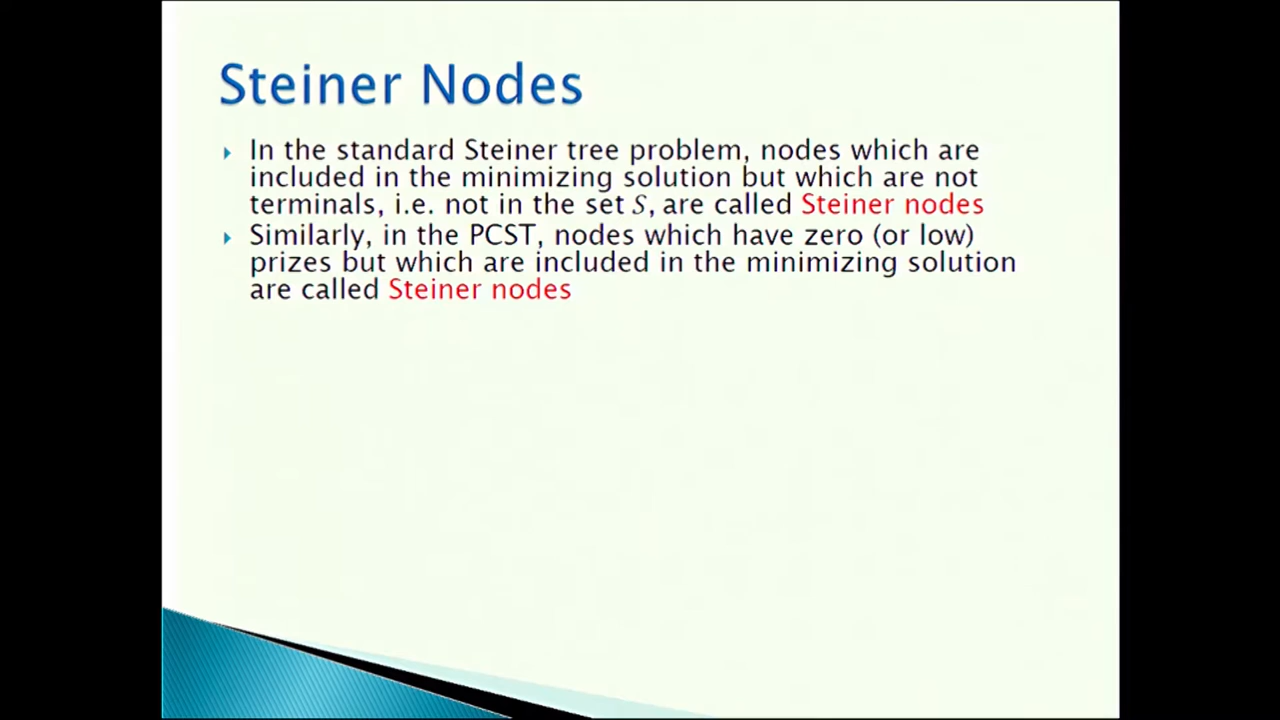 Steiner Nodes
In the standard Steiner tree problem, nodes which are
included in the minimizing solution but which are not
terminals, i.e. not in the set S, are called Steiner nodes
Similarly, in the PCST, nodes which have zero (or low)
prizes but which are included in the minimizing solution
are called Steiner nodes